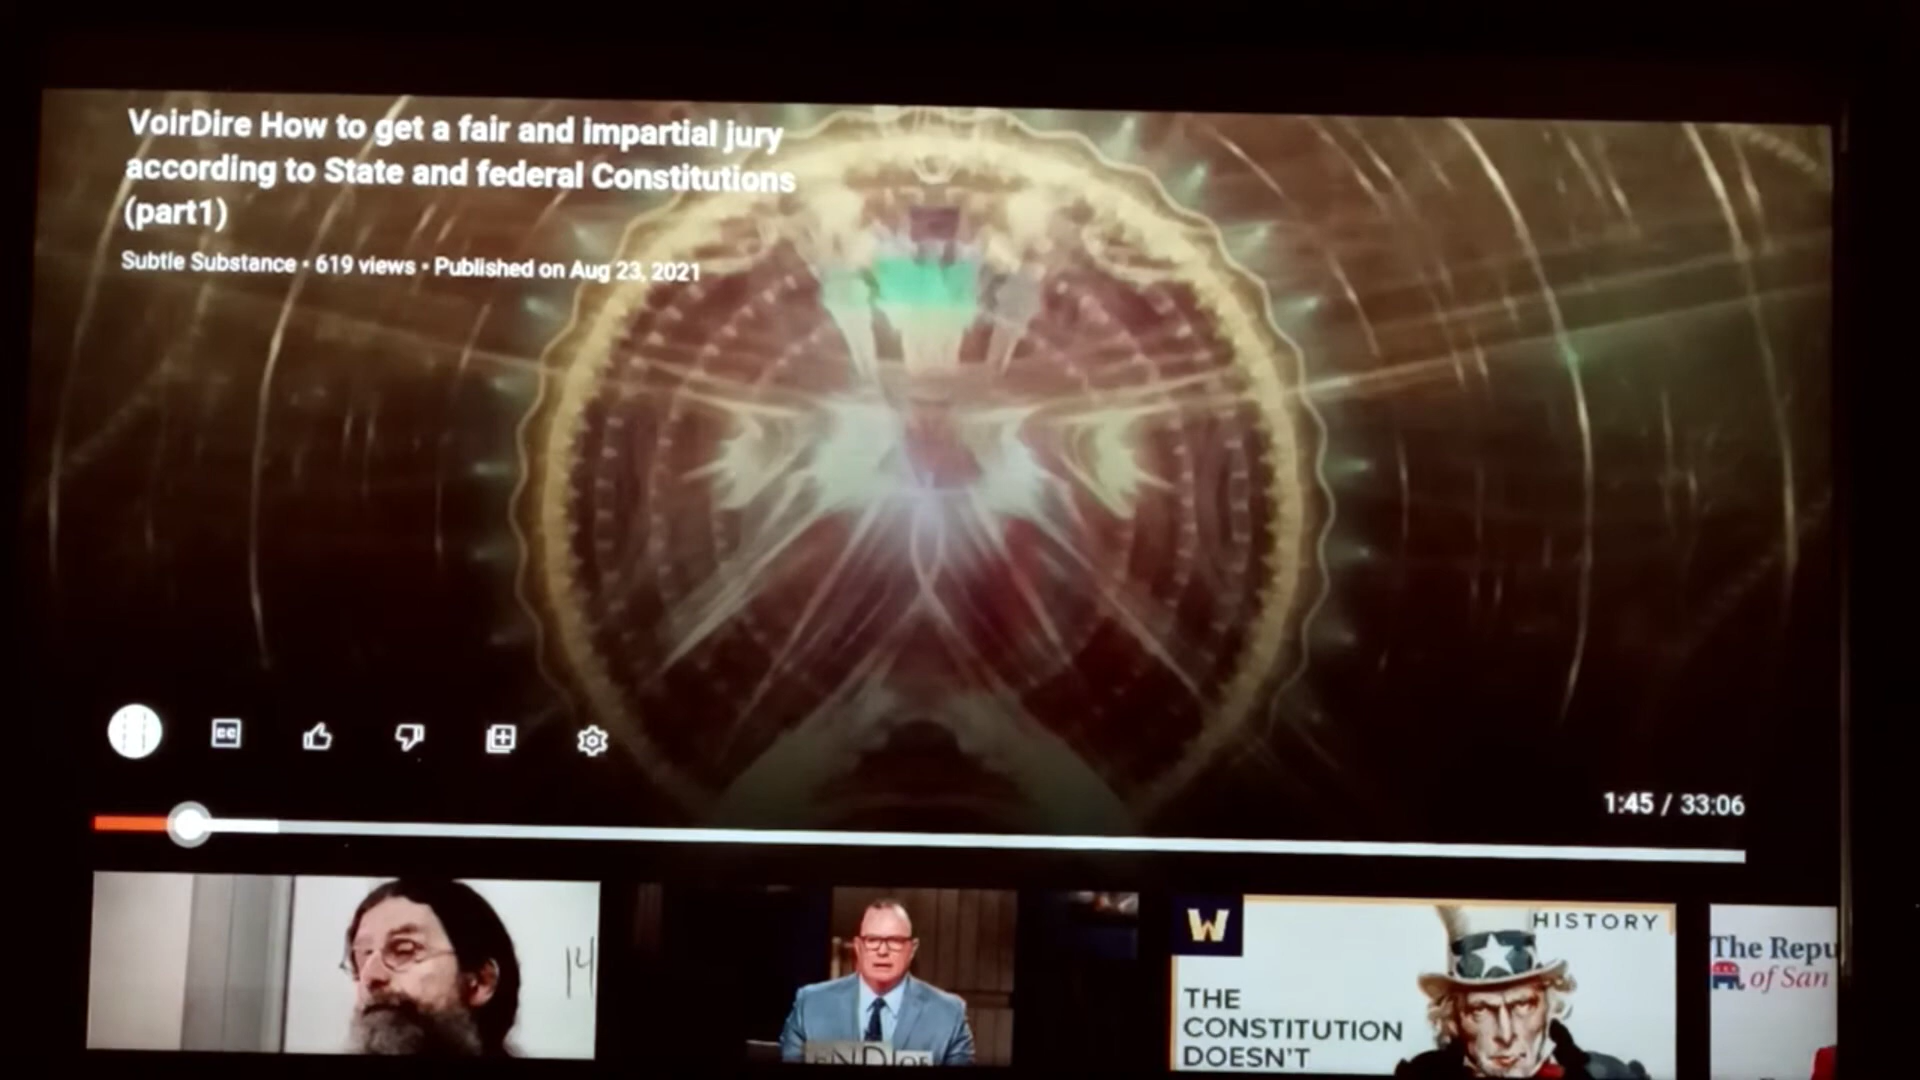 VoirDire How to get a fair and impartial jury
according to State and federal Constitutions
(part1)
Subtle Substance • 619 views • Published on Aug 23, 2021
CC
1:45 / 33:06
14
W
HISTORY
THE
CONSTITUTION
DOESN'T
The Repu
of San